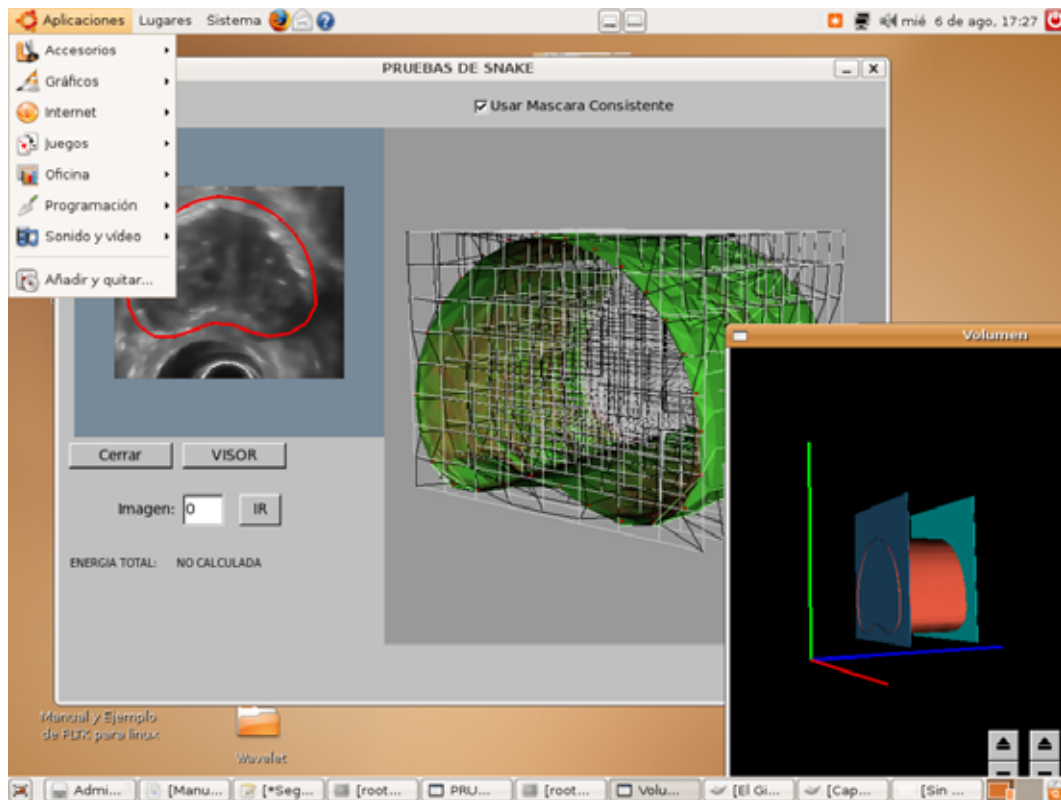 Aplicaciones Lugares Sistema mié 6 de ago, 17:27
Accesorios
Gráficos
Internet
Juegos
Oficina
Programación
Sonido y vídeo
Añadir y quitar...
PRUEBAS DE SNAKE
Usar Mascara Consistente
Volumen
Cerrar VISOR
Imagen: 0 IR
ENERGIA TOTAL: NO CALCULADA
Manual y Ejemplo
de FLTK para linux
Wavelet
Admi... [Manu... [*Seg... [root... PRU... [root... Volu... [El Gi... [Cap... [Sin ...